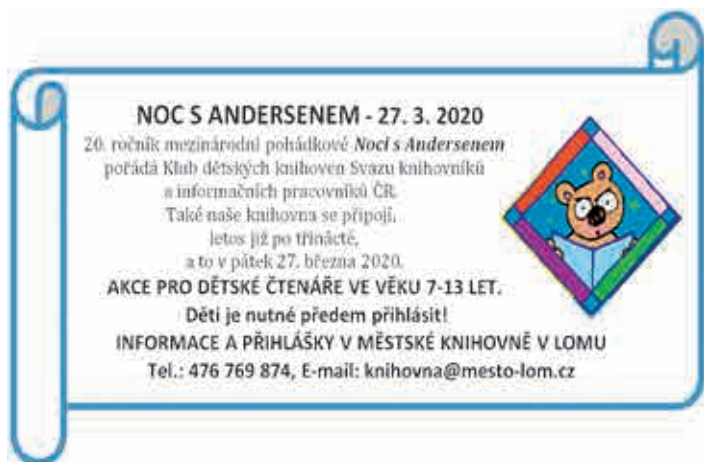 NOC S ANDERSENEM - 27. 3. 2020
20. ročník mezinárodní pohádkové Noci s Andersenem
pořádá Klub dětských knihoven Svazu knihovníků
a informačních pracovníků ČR.
Také naše knihovna se připojí,
letos již po třinácté,
a to v pátek 27. března 2020.
AKCE PRO DĚTSKÉ ČTENÁŘE VE VĚKU 7-13 LET.
Děti je nutné předem přihlásit!
INFORMACE A PŘIHLÁŠKY V MĚSTSKÉ KNIHOVNĚ V LOMU
Tel.: 476 769 874, E-mail: knihovna@mesto-lom.cz